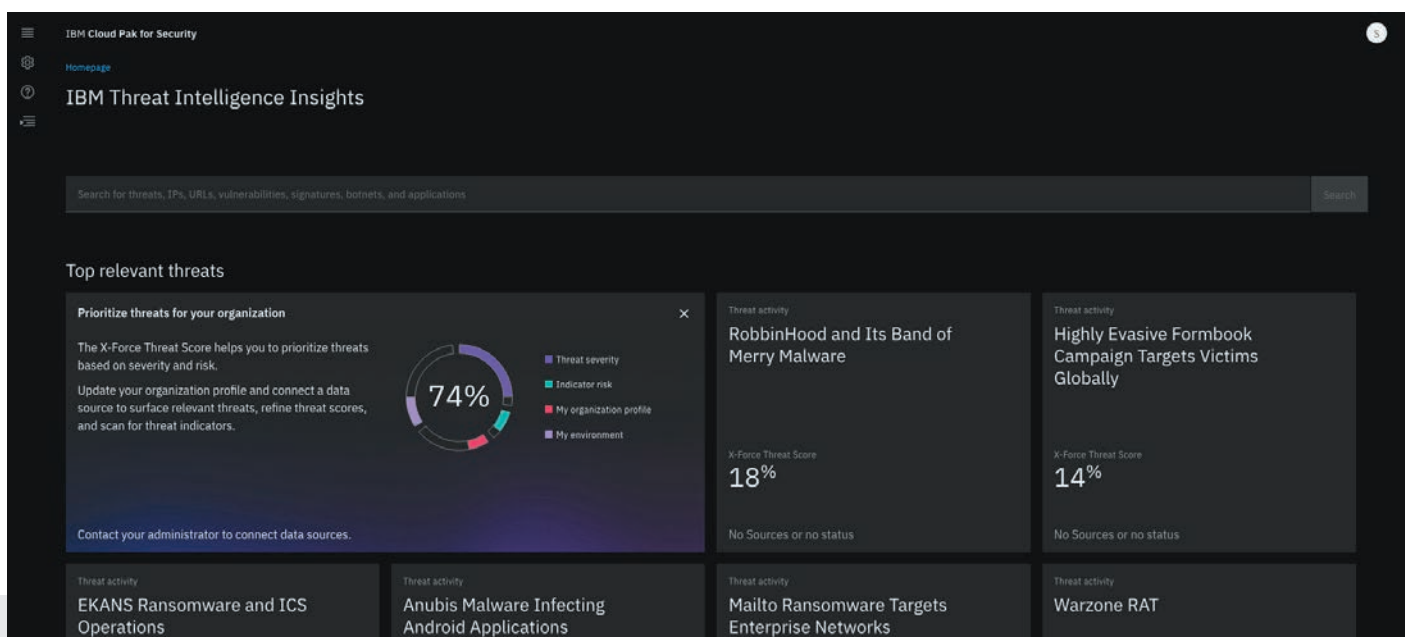 IBM Cloud Pak for Security
S
Homepage
IBM Threat Intelligence Insights
Search for threats, IPs, URLs, vulnerabilities, signatures, botnets, and applications
Search
Top relevant threats
Prioritize threats for your organization
The X-Force Threat Score helps you to prioritize threats
based on severity and risk.
Update your organization profile and connect a data
source to surface relevant threats, refine threat scores,
and scan for threat indicators.
74%
Threat severity
Indicator risk
My organization profile
My environment
Contact your administrator to connect data sources.
Threat activity
RobbinHood and Its Band of
Merry Malware
X-Force Threat Score
18%
No Sources or no status
Threat activity
Highly Evasive Formbook
Campaign Targets Victims
Globally
X-Force Threat Score
14%
No Sources or no status
Threat activity
EKANS Ransomware and ICS
Operations
Threat activity
Anubis Malware Infecting
Android Applications
Threat activity
Mailto Ransomware Targets
Enterprise Networks
Threat activity
Warzone RAT